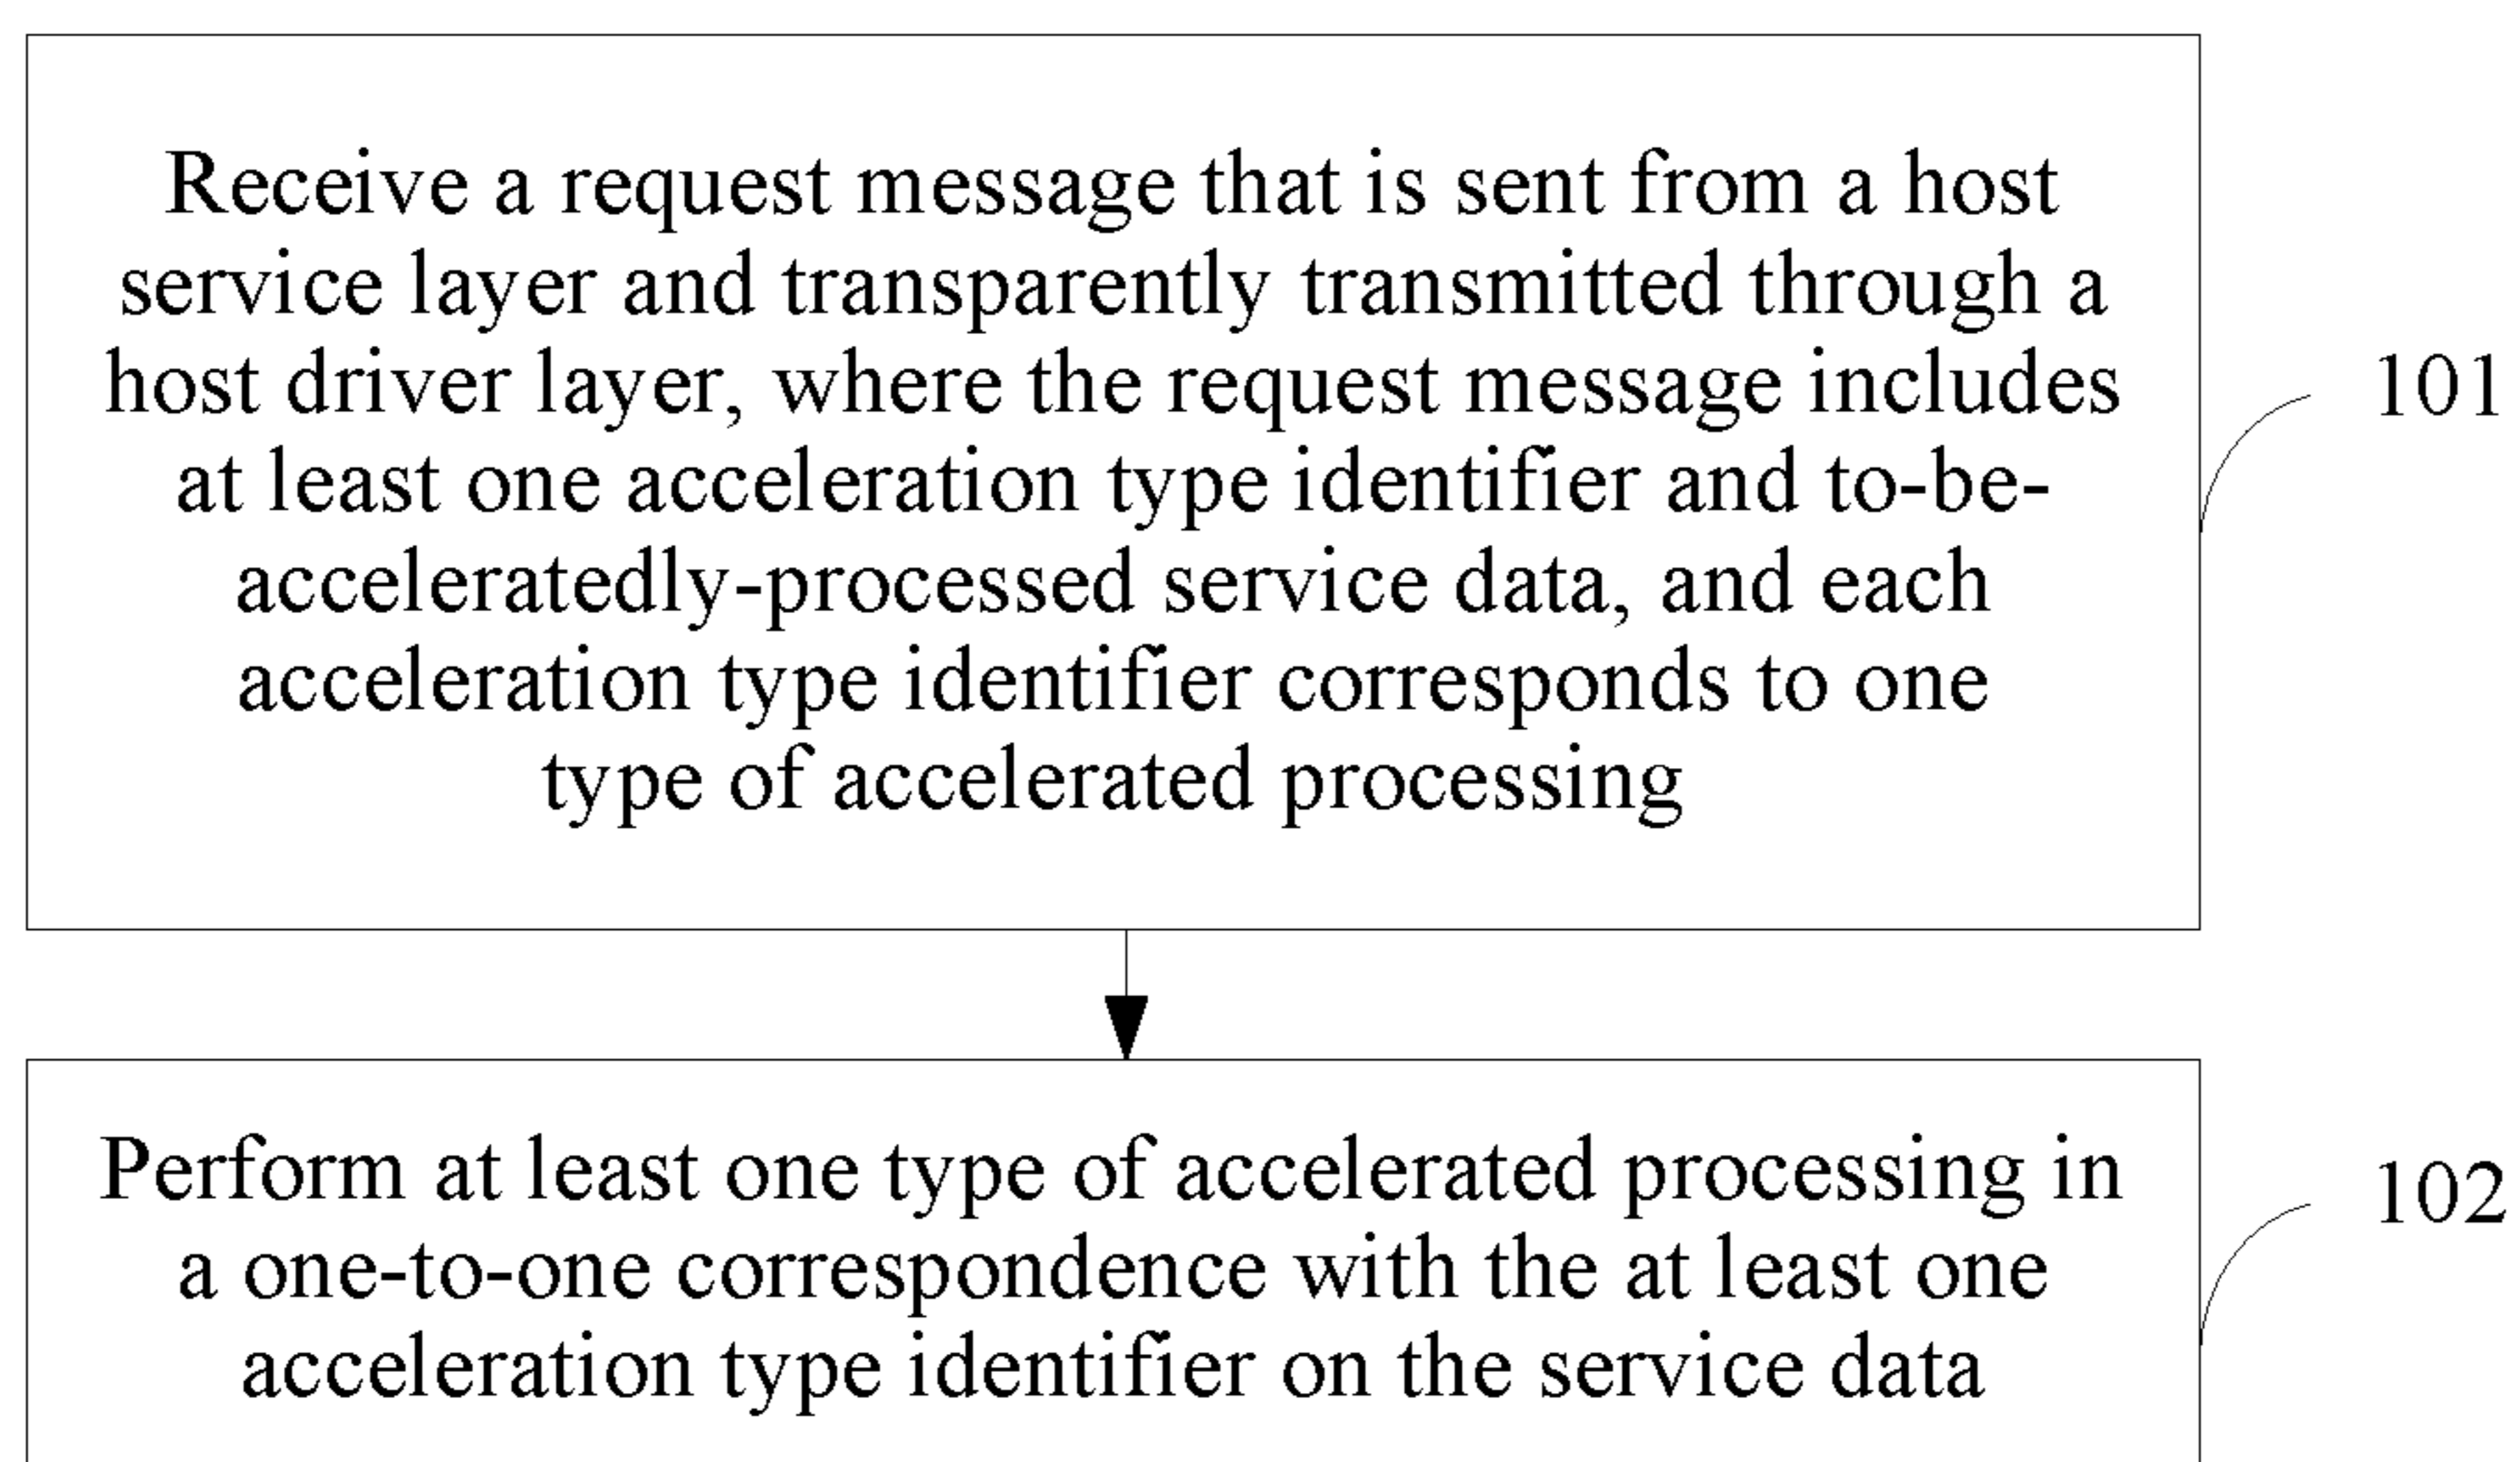 Receive a request message that is sent from a host
service layer and transparently transmitted through a
host driver layer, where the request message includes
at least one acceleration type identifier and to-be-
acceleratedly-processed service data, and each
acceleration type identifier corresponds to one
type of accelerated processing
101
Perform at least one type of accelerated processing in
a one-to-one correspondence with the at least one
acceleration type identifier on the service data
102